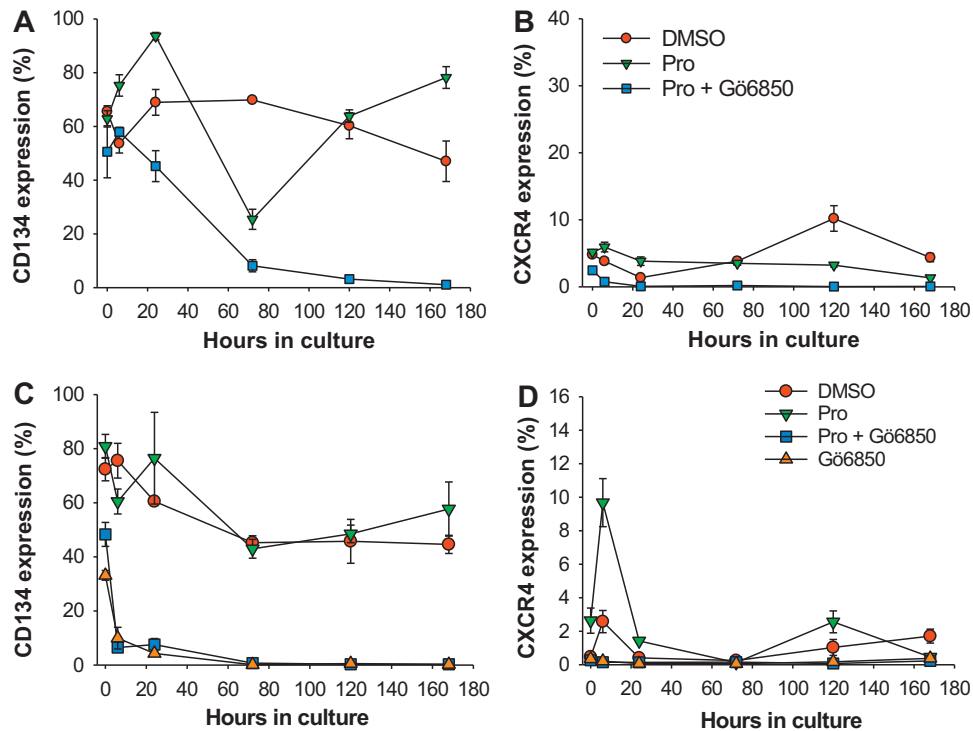 A
CD134 expression (%)
100
80
60
40
20
0
0 20 40 60 80 100 120 140 160 180
Hours in culture
B
CXCR4 expression (%)
40
30
20
10
0
DMSO
Pro
Pro + Gö6850
0 20 40 60 80 100 120 140 160 180
Hours in culture
C
CD134 expression (%)
100
80
60
40
20
0
0 20 40 60 80 100 120 140 160 180
Hours in culture
D
CXCR4 expression (%)
16
14
12
10
8
6
4
2
0
DMSO
Pro
Pro + Gö6850
Gö6850
0 20 40 60 80 100 120 140 160 180
Hours in culture